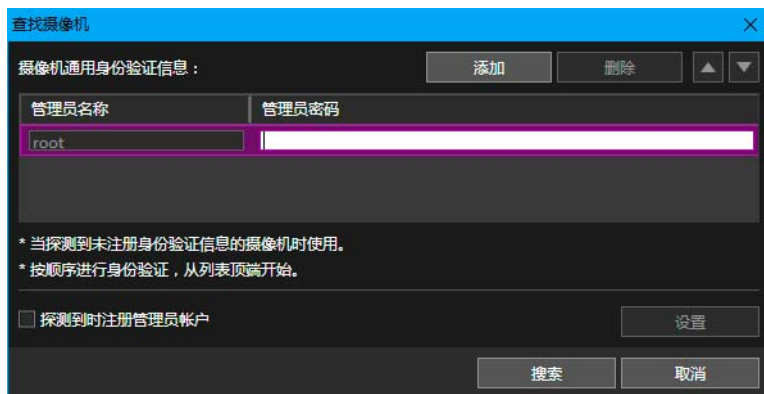 查找摄像机
摄像机通用身份验证信息：
添加
删除
管理员名称
管理员密码
root
* 当探测到未注册身份验证信息的摄像机时使用。
* 按顺序进行身份验证，从列表顶端开始。
探测到时注册管理员帐户
设置
搜索
取消